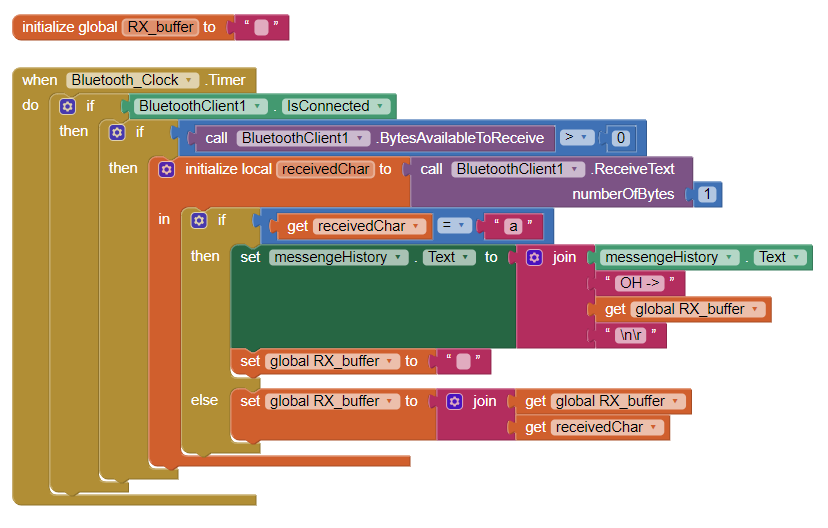 initialize global RX_buffer to " "
when Bluetooth_Clock .Timer
do if BluetoothClient1 . IsConnected
then if call BluetoothClient1 .BytesAvailableToReceive > 0
then initialize local receivedChar to call BluetoothClient1 .ReceiveText
numberOfBytes 1
in if get receivedChar = " a "
then set messengeHistory . Text to join messengeHistory . Text
" OH -> "
get global RX_buffer
" \n\r "
set global RX_buffer to " "
else set global RX_buffer to join get global RX_buffer
get receivedChar